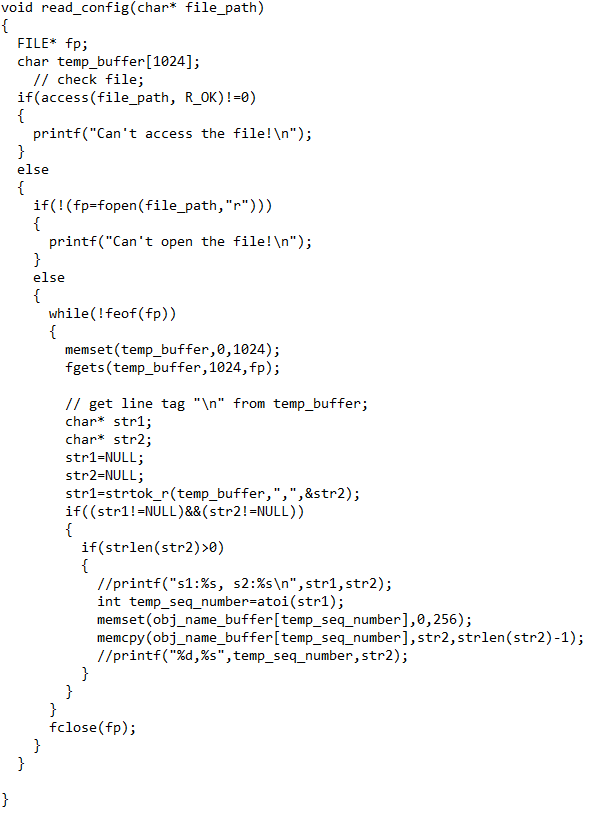 void read_config(char* file_path)
{
  FILE* fp;
  char temp_buffer[1024];
    // check file;
  if(access(file_path, R_OK)!=0)
  {
    printf("Can't access the file!\n");
  }
  else
  {
    if(!(fp=fopen(file_path,"r")))
    {
      printf("Can't open the file!\n");
    }
    else
    {
      while(!feof(fp))
      {
        memset(temp_buffer,0,1024);
        fgets(temp_buffer,1024,fp);

        // get line tag "\n" from temp_buffer;
        char* str1;
        char* str2;
        str1=NULL;
        str2=NULL;
        str1=strtok_r(temp_buffer,",",&str2);
        if((str1!=NULL)&&(str2!=NULL))
        {
          if(strlen(str2)>0)
          {
            //printf("s1:%s, s2:%s\n",str1,str2);
            int temp_seq_number=atoi(str1);
            memset(obj_name_buffer[temp_seq_number],0,256);
            memcpy(obj_name_buffer[temp_seq_number],str2,strlen(str2)-1);
            //printf("%d,%s",temp_seq_number,str2);
          }
        }
      }
      fclose(fp);
    }
  }

}